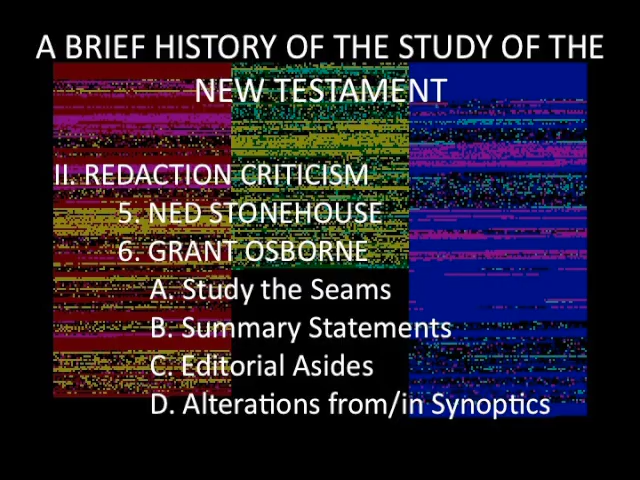 A BRIEF HISTORY OF THE STUDY OF THE
NEW TESTAMENT
II. REDACTION CRITICISM
5. NED STONEHOUSE
6. GRANT OSBORNE
A. Study the Seams
B. Summary Statements
C. Editorial Asides
D. Alterations from/in Synoptics